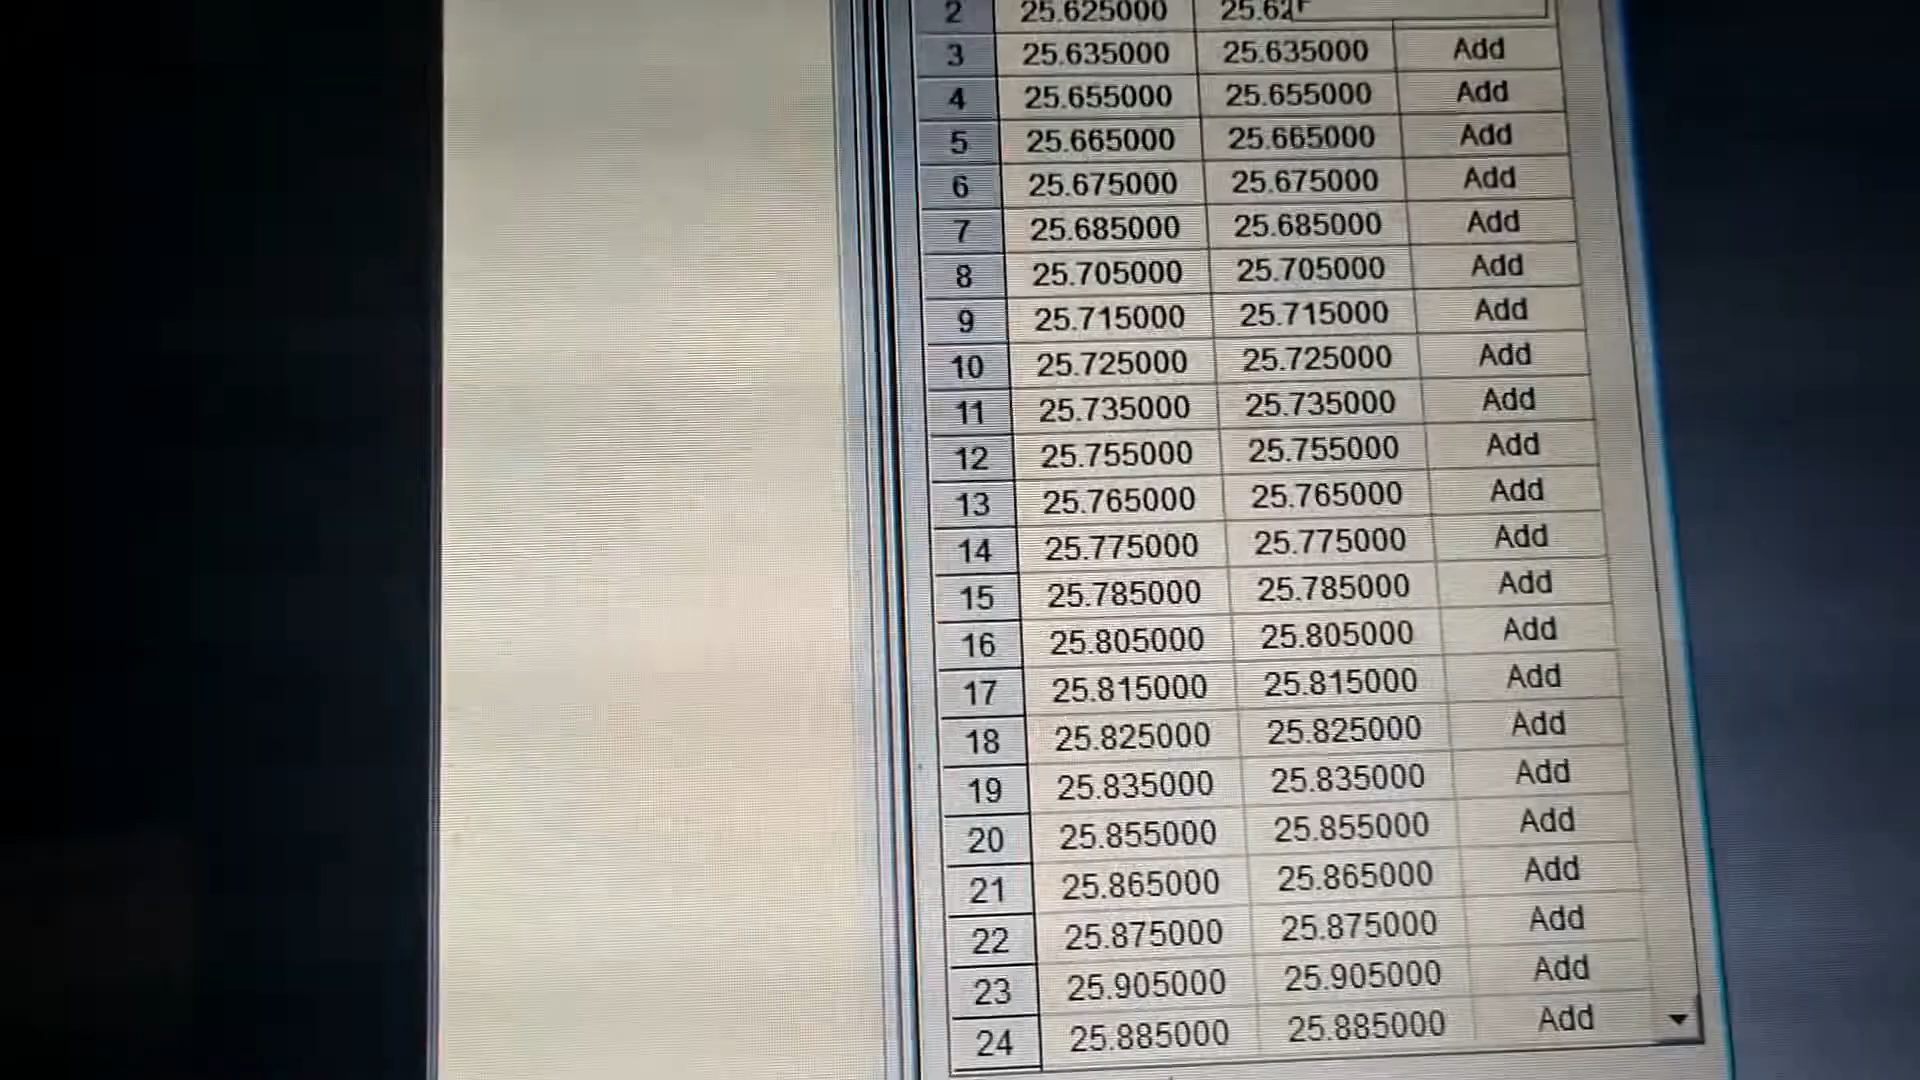 2 25.625000
3 25.635000 25.635000 Add
4 25.655000 25.655000 Add
5 25.665000 25.665000 Add
6 25.675000 25.675000 Add
7 25.685000 25.685000 Add
8 25.705000 25.705000 Add
9 25.715000 25.715000 Add
10 25.725000 25.725000 Add
11 25.735000 25.735000 Add
12 25.755000 25.755000 Add
13 25.765000 25.765000 Add
14 25.775000 25.775000 Add
15 25.785000 25.785000 Add
16 25.805000 25.805000 Add
17 25.815000 25.815000 Add
18 25.825000 25.825000 Add
19 25.835000 25.835000 Add
20 25.855000 25.855000 Add
21 25.865000 25.865000 Add
22 25.875000 25.875000 Add
23 25.905000 25.905000 Add
24 25.885000 25.885000 Add